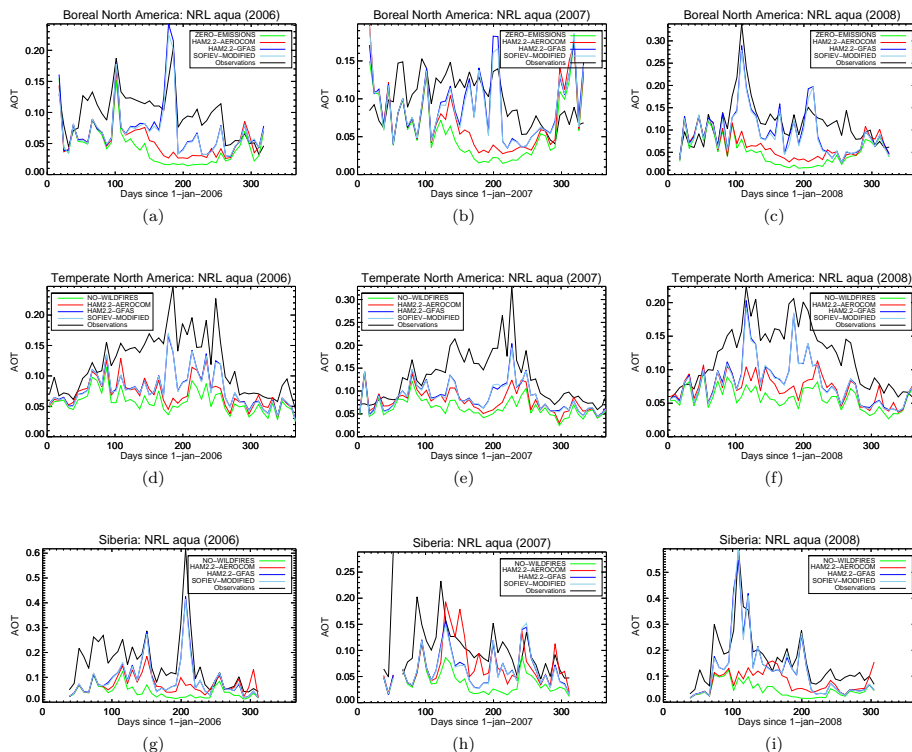 Boreal North America: NRL aqua (2006)
AOT
0.20
0.15
0.10
0.05
0.00
ZERO-EMISSIONS
HAM2.2-AEROCOM
HAM2.2-GFAS
SOFIEV-MODIFIED
Observations
0 100 200 300
Days since 1-jan-2006
(a)
Boreal North America: NRL aqua (2007)
AOT
0.20
0.15
0.10
0.05
0.00
ZERO-EMISSIONS
HAM2.2-AEROCOM
HAM2.2-GFAS
SOFIEV-MODIFIED
Observations
0 100 200 300
Days since 1-jan-2007
(b)
Boreal North America: NRL aqua (2008)
AOT
0.30
0.25
0.20
0.15
0.10
0.05
0.00
ZERO-EMISSIONS
HAM2.2-AEROCOM
HAM2.2-GFAS
SOFIEV-MODIFIED
Observations
0 100 200 300
Days since 1-jan-2008
(c)
Temperate North America: NRL aqua (2006)
AOT
0.20
0.15
0.10
0.05
0.00
NO-WILDFIRES
HAM2.2-AEROCOM
HAM2.2-GFAS
SOFIEV-MODIFIED
Observations
0 100 200 300
Days since 1-jan-2006
(d)
Temperate North America: NRL aqua (2007)
AOT
0.30
0.25
0.20
0.15
0.10
0.05
0.00
NO-WILDFIRES
HAM2.2-AEROCOM
HAM2.2-GFAS
SOFIEV-MODIFIED
Observations
0 100 200 300
Days since 1-jan-2007
(e)
Temperate North America: NRL aqua (2008)
AOT
0.20
0.15
0.10
0.05
0.00
NO-WILDFIRES
HAM2.2-AEROCOM
HAM2.2-GFAS
SOFIEV-MODIFIED
Observations
0 100 200 300
Days since 1-jan-2008
(f)
Siberia: NRL aqua (2006)
AOT
0.6
0.5
0.4
0.3
0.2
0.1
0.0
NO-WILDFIRES
HAM2.2-AEROCOM
HAM2.2-GFAS
SOFIEV-MODIFIED
Observations
0 100 200 300
Days since 1-jan-2006
(g)
Siberia: NRL aqua (2007)
AOT
0.25
0.20
0.15
0.10
0.05
0.00
NO-WILDFIRES
HAM2.2-AEROCOM
HAM2.2-GFAS
SOFIEV-MODIFIED
Observations
0 100 200 300
Days since 1-jan-2007
(h)
Siberia: NRL aqua (2008)
AOT
0.5
0.4
0.3
0.2
0.1
0.0
NO-WILDFIRES
HAM2.2-AEROCOM
HAM2.2-GFAS
SOFIEV-MODIFIED
Observations
0 100 200 300
Days since 1-jan-2008
(i)